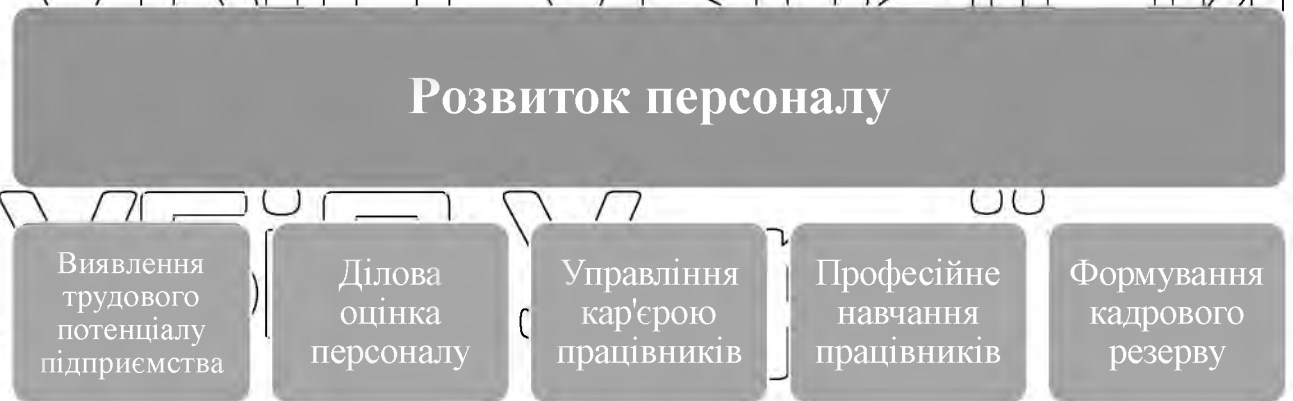 Розвиток персоналу
Виявлення
трудового
потенціалу
підприємства
Ділова
оцінка
персоналу
Управління
кар'єрою
працівників
Професійне
навчання
працівників
Формування
кадрового
резерву